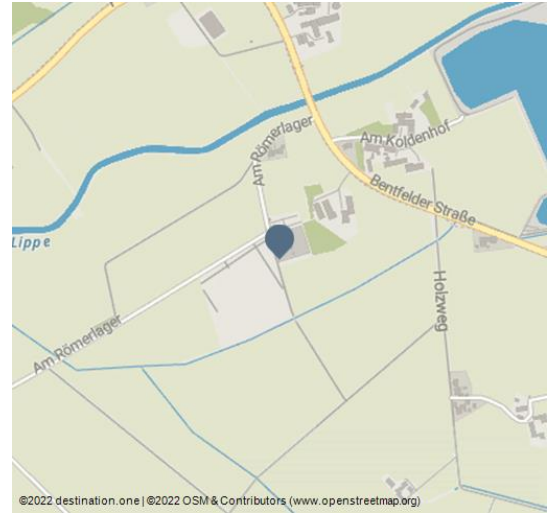 Am Römerlager
Am Koldenhof
Bentfelder Straße
Lippe
Holzweg
Am Römerlager
©2022 destination.one | ©2022 OSM & Contributors (www.openstreetmap.org)